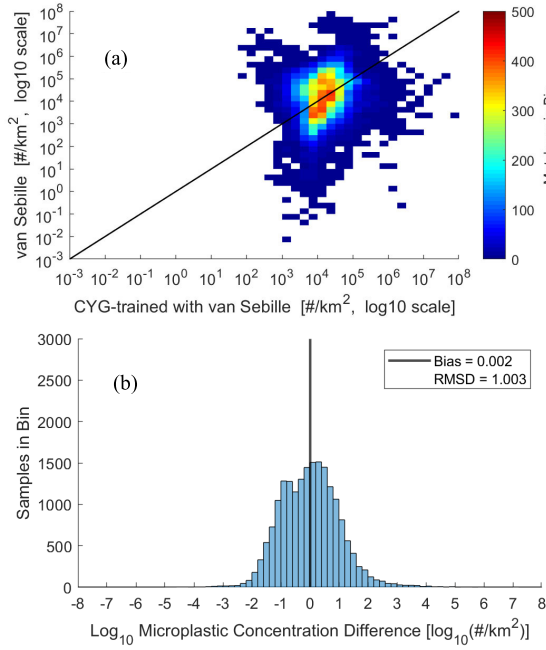 (a)
van Sebille [#/km2, log10 scale]
10^8
10^7
10^6
10^5
10^4
10^3
10^2
10^1
10^0
10^-1
10^-2
10^-3
10^-3 10^-2 10^-1 10^0 10^1 10^2 10^3 10^4 10^5 10^6 10^7 10^8
CYG-trained with van Sebille [#/km2, log10 scale]
500
400
300
200
100
0
(b)
Samples in Bin
3000
2500
2000
1500
1000
500
0
Bias = 0.002
RMSD = 1.003
-8 -7 -6 -5 -4 -3 -2 -1 0 1 2 3 4 5 6 7 8
Log10 Microplastic Concentration Difference [log10(#/km2)]